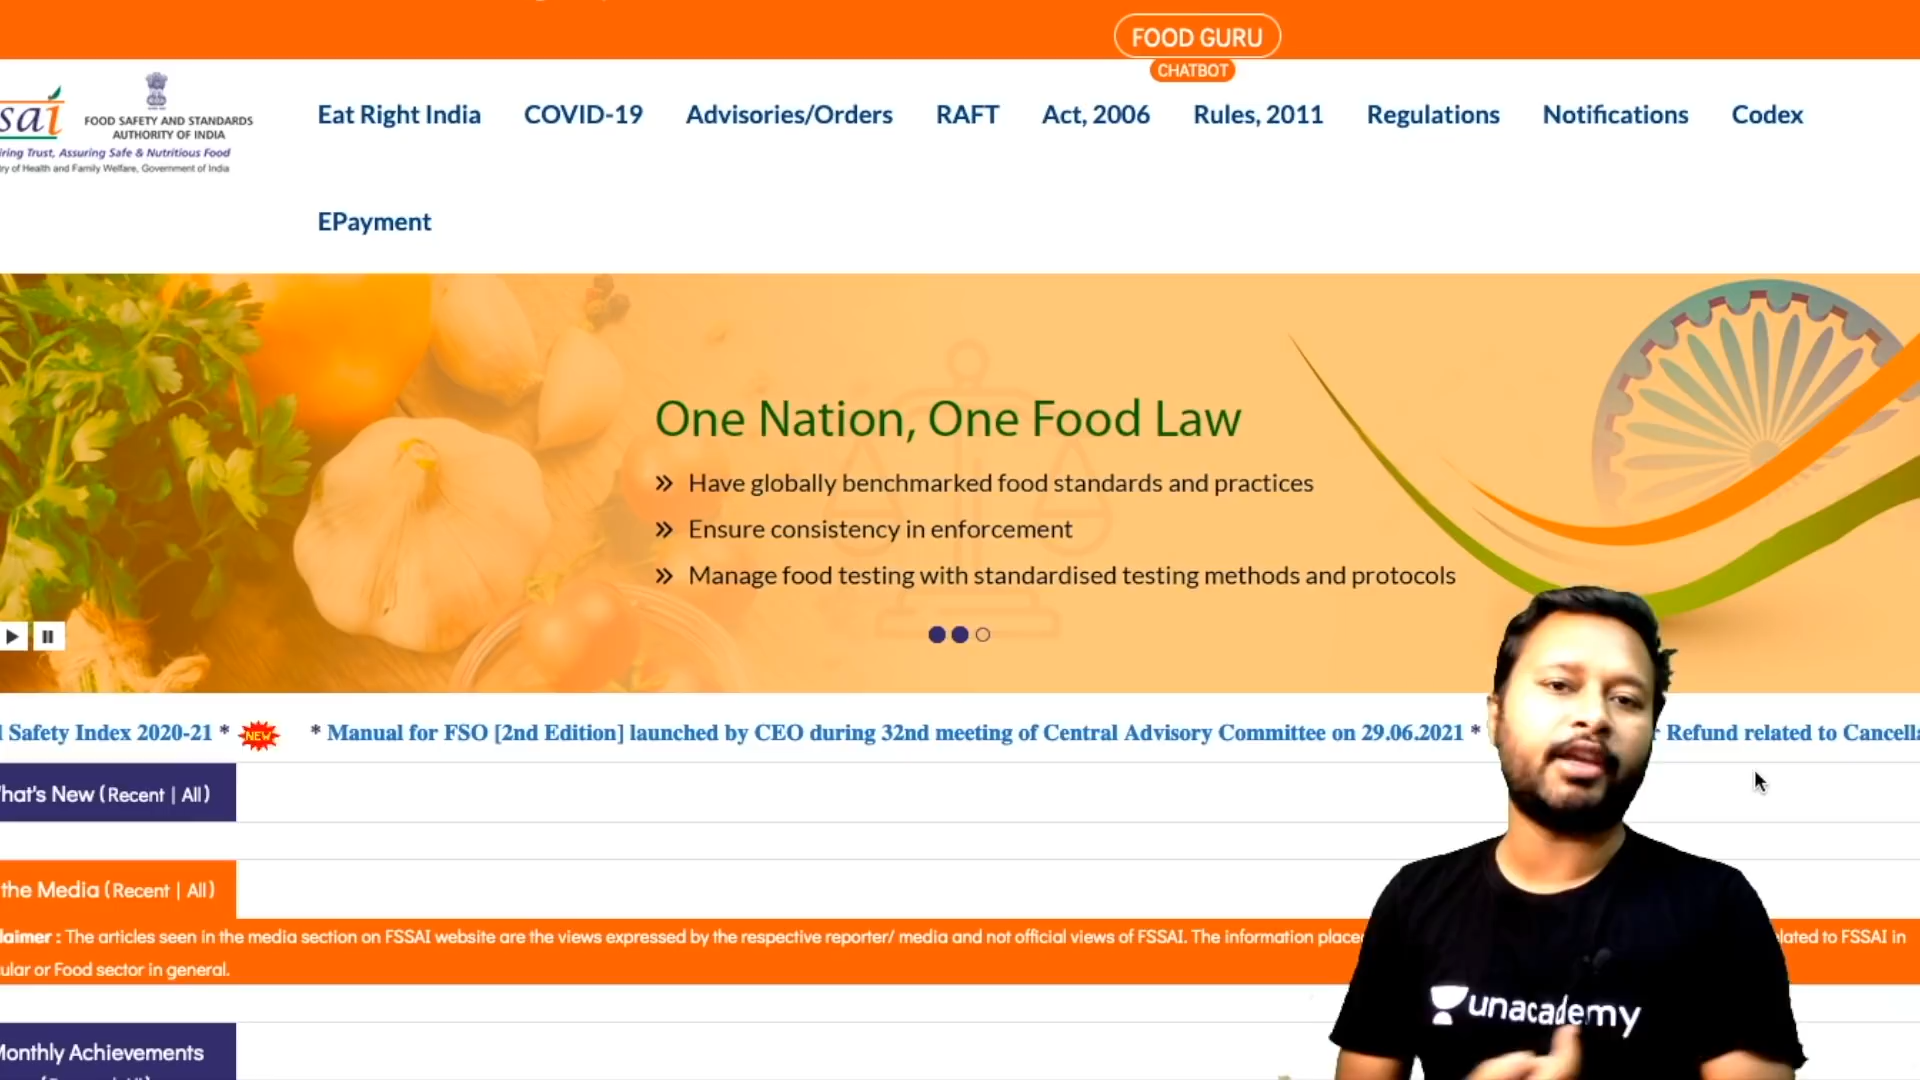 FOOD GURU
CHATBOT
FOOD SAFETY AND STANDARDS
AUTHORITY OF INDIA
Trust, Assuring Safe & Nutritious Food
of Health and Family Welfare, Government of India
Eat Right India COVID-19 Advisories/Orders RAFT Act, 2006 Rules, 2011 Regulations Notifications Codex
EPayment
One Nation, One Food Law
» Have globally benchmarked food standards and practices
» Ensure consistency in enforcement
» Manage food testing with standardised testing methods and protocols
Safety Index 2020-21 * NEW * Manual for FSO [2nd Edition] launched by CEO during 32nd meeting of Central Advisory Committee on 29.06.2021 * Refund related to
New (Recent | All)
the Media (Recent | All)
The articles seen in the media section on FSSAI website are the views expressed by the respective reporter/ media and not official views of FSSAI. The information to FSSAI in
or Food sector in general.
Achievements
unacademy